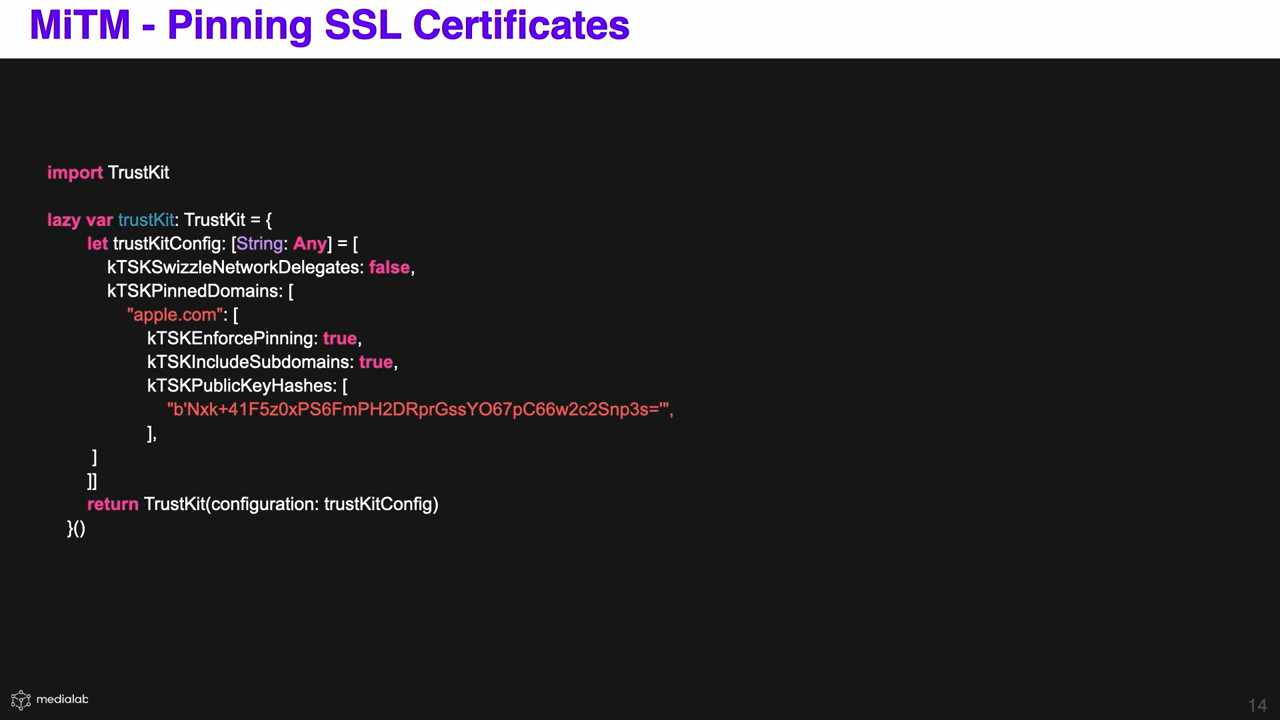 MiTM - Pinning SSL Certificates
import TrustKit
lazy var trustKit: TrustKit = {
let trustKitConfig: [String: Any] = [
kTSKSwizzleNetworkDelegates: false,
kTSKPinnedDomains: [
"apple.com": [
kTSKEnforcePinning: true,
kTSKIncludeSubdomains: true,
kTSKPublicKeyHashes: [
"b'Nxk+41F5z0xPS6FmPH2DRprGssYO67pC66w2c2Snp3s='",
],
]
]]
return TrustKit(configuration: trustKitConfig)
}()
medialab
14